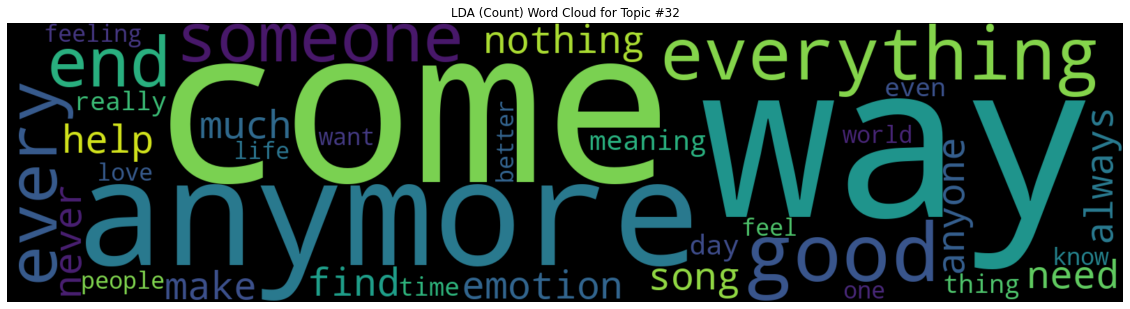 LDA (Count) Word Cloud for Topic #32
feeling
someone
nothing
everything
end
come
way
really
even
every
help
much
want
better
meaning
world
always
life
love
anymore
anyone
never
feel
day
good
know
people
make
find
time
emotion
song
one
thing
need